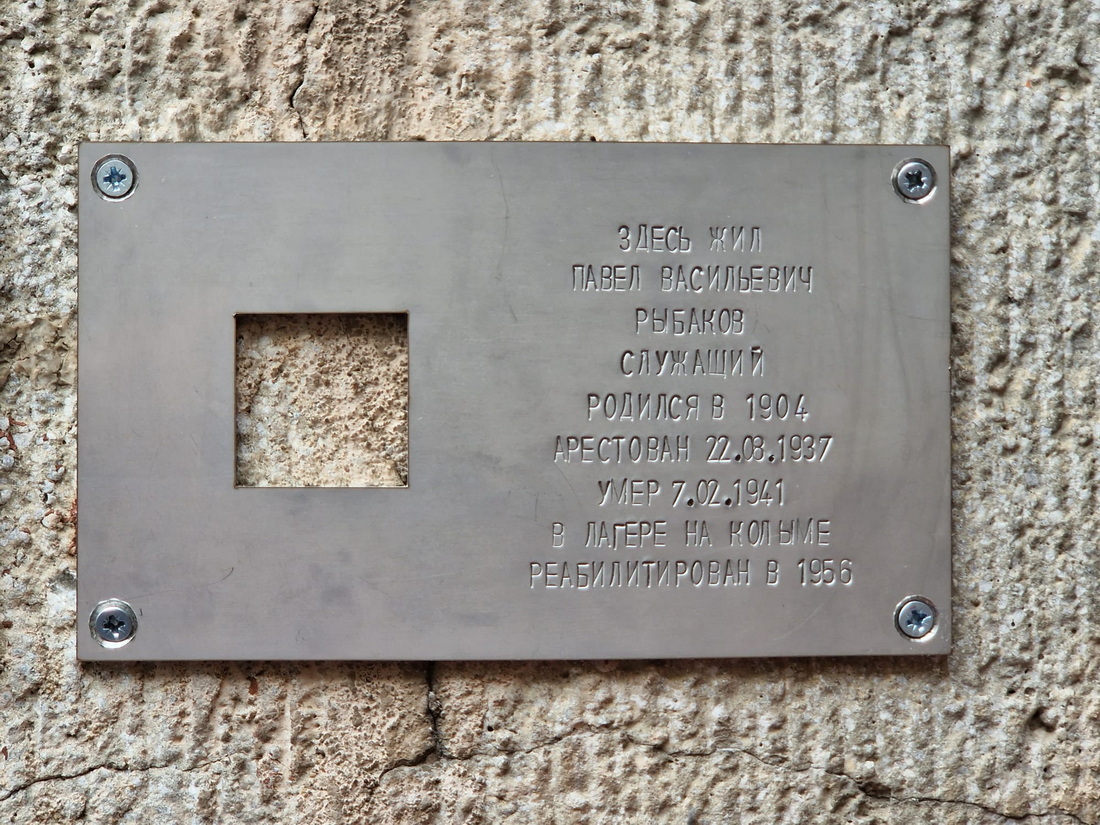 ЗДЕСЬ ЖИЛ
ПАВЕЛ ВАСИЛЬЕВИЧ
РЫБАКОВ
СЛУЖАЩИЙ
РОДИЛСЯ В 1904
АРЕСТОВАН 22.08.1937
УМЕР 7.02.1941
В ЛАГЕРЕ НА КОЛЫМЕ
РЕАБИЛИТИРОВАН В 1956